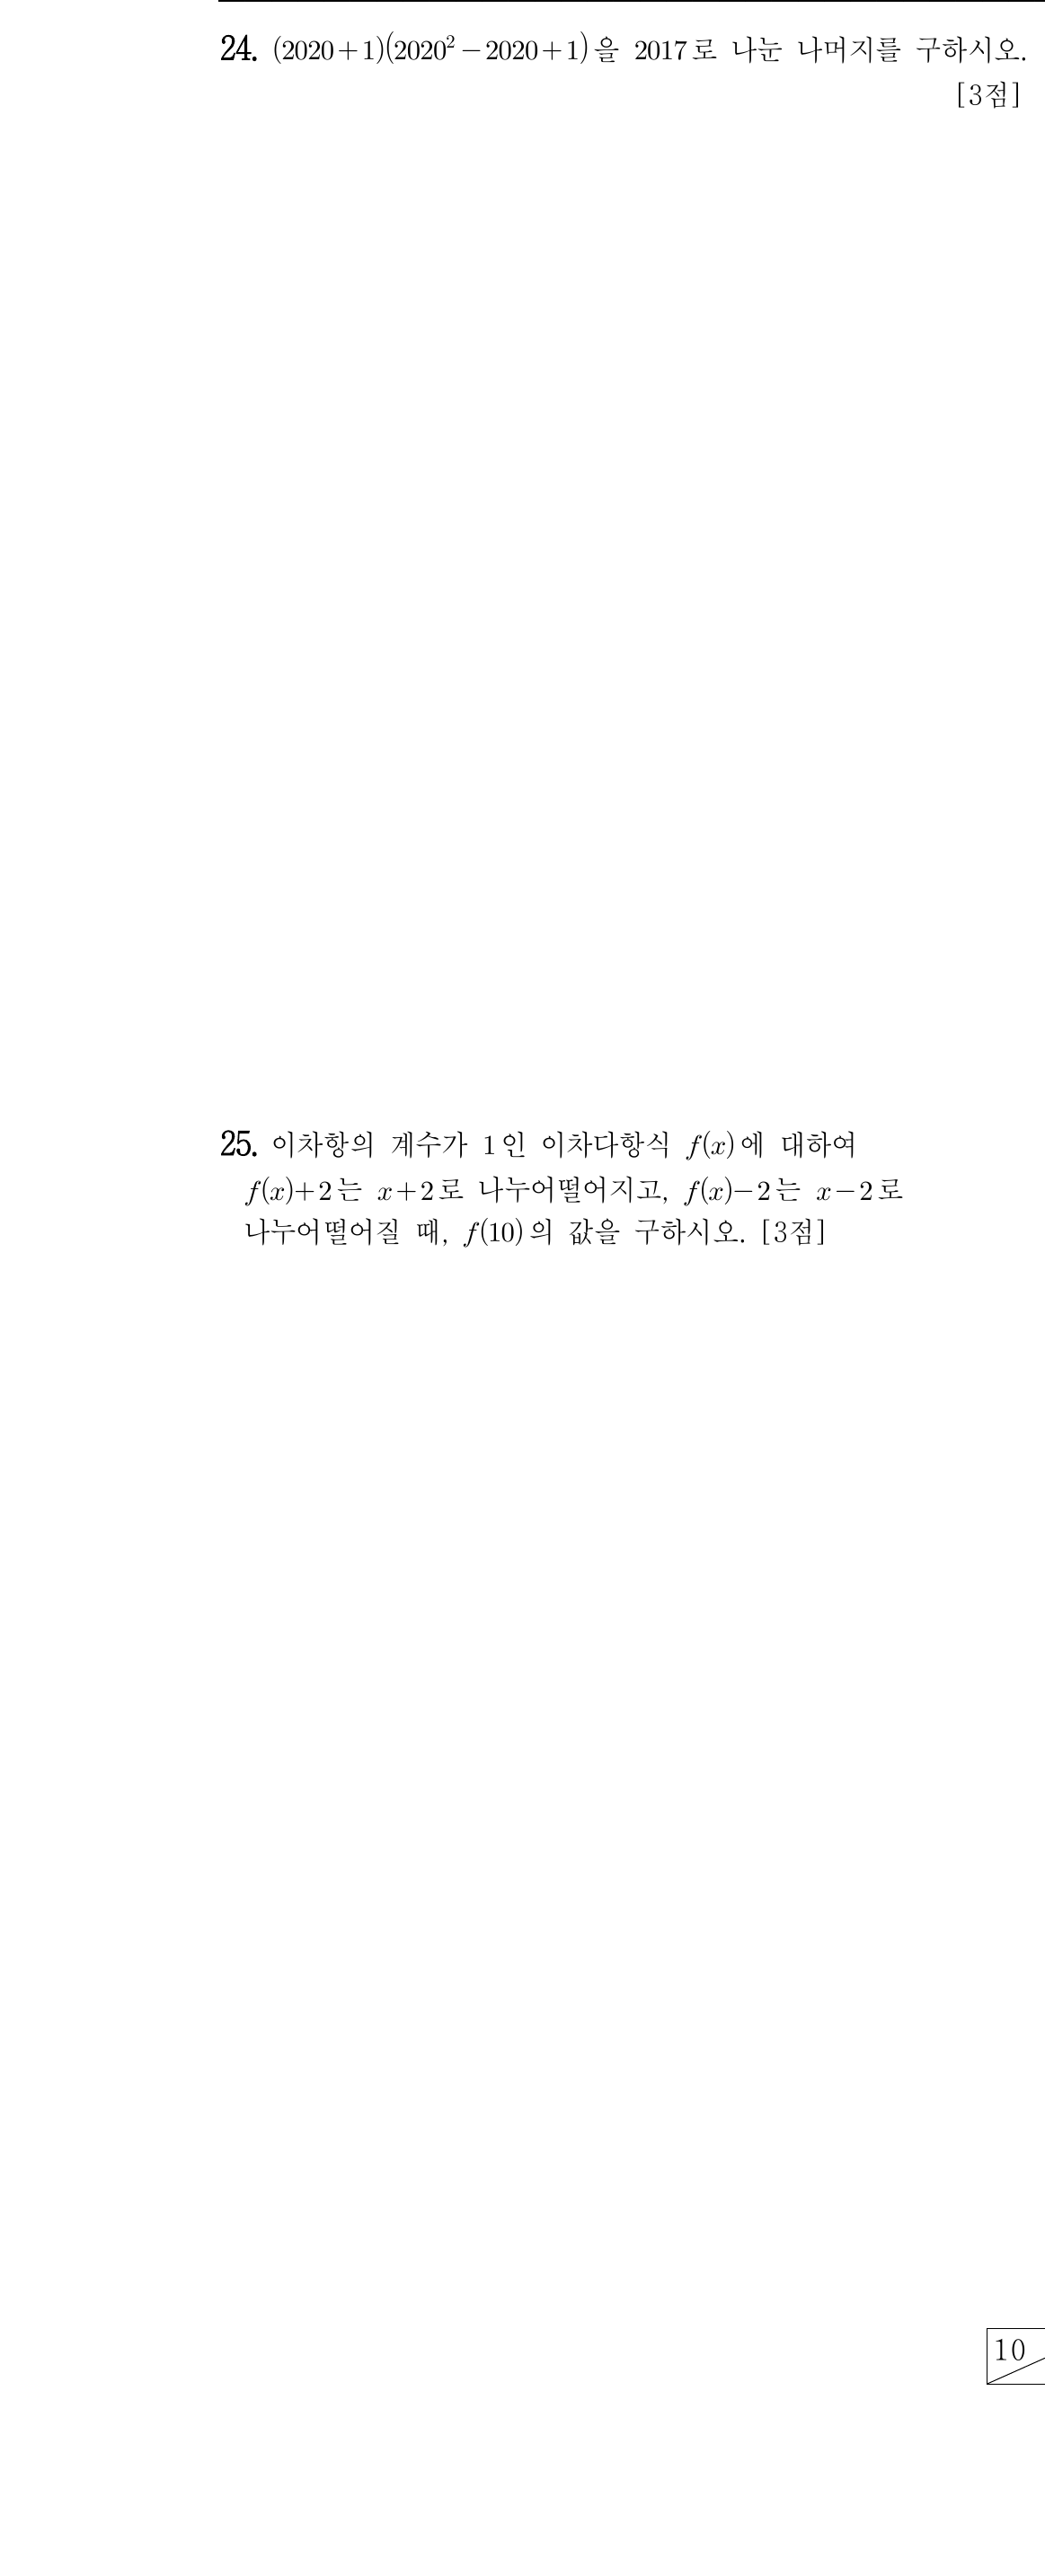 24. (2020+1)(2020²-2020+1)을 2017로 나눈 나머지를 구하시오.
[3점]
25. 이차항의 계수가 1인 이차다항식 f(x)에 대하여
f(x)+2는 x+2로 나누어떨어지고, f(x)-2는 x-2로
나누어떨어질 때, f(10)의 값을 구하시오. [3점]
10